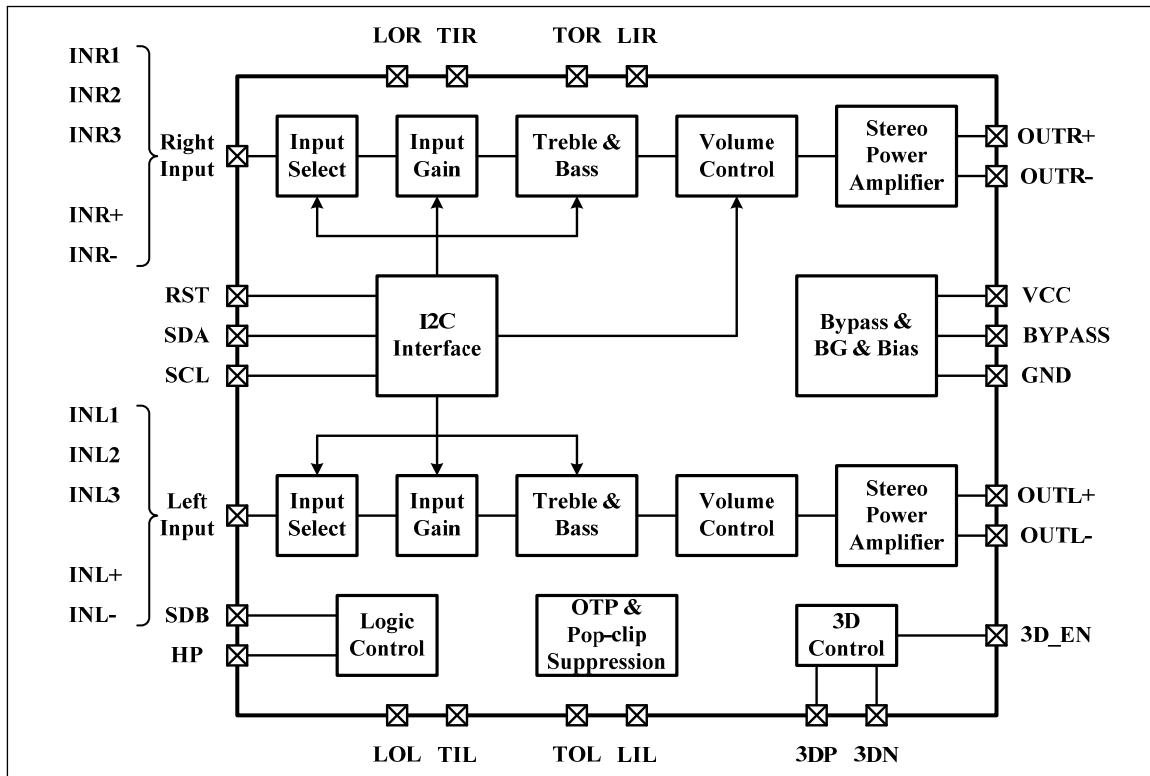 LOR TIR TOR LIR
INR1
INR2
INR3
INR+
INR-
Right
Input
Input
Select
Input
Gain
Treble &
Bass
Volume
Control
Stereo
Power
Amplifier
OUTR+
OUTR-
RST
SDA
SCL
I2C
Interface
Bypass &
BG & Bias
VCC
BYPASS
GND
INL1
INL2
INL3
INL+
INL-
Left
Input
Input
Select
Input
Gain
Treble &
Bass
Volume
Control
Stereo
Power
Amplifier
OUTL+
OUTL-
SDB
HP
Logic
Control
OTP &
Pop-clip
Suppression
3D
Control
3D_EN
LOL TIL TOL LIL 3DP 3DN